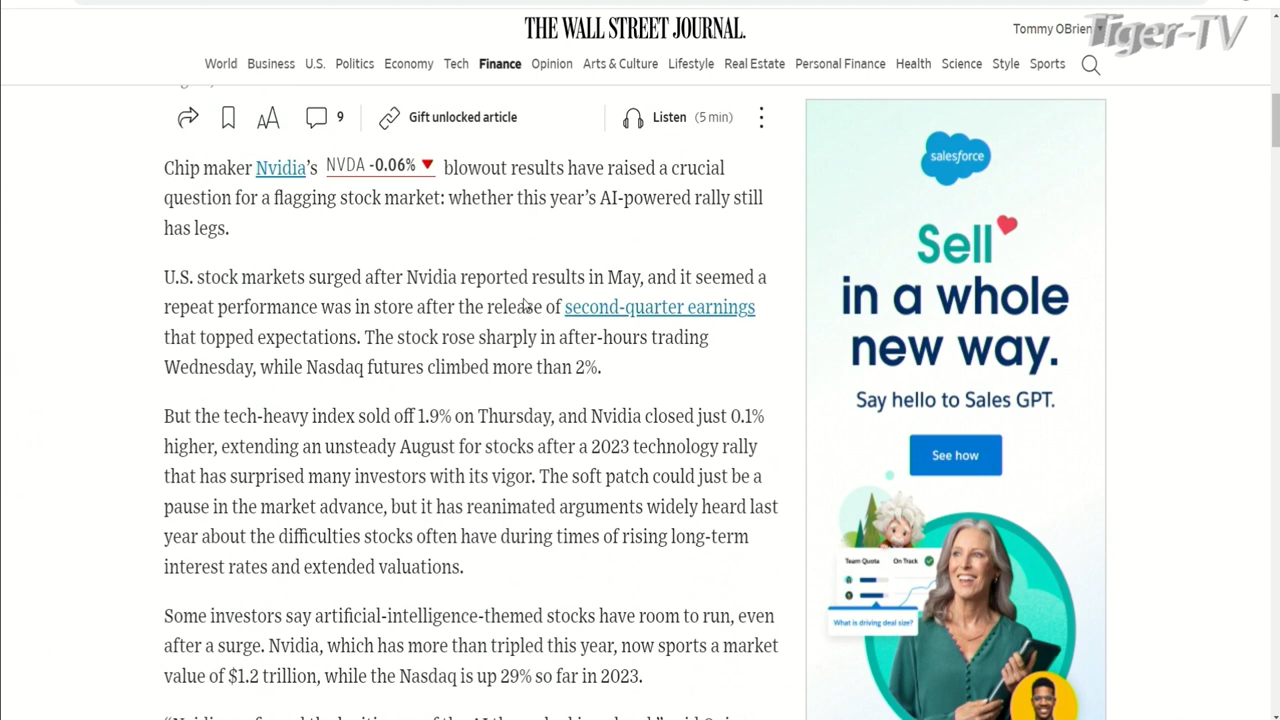 THE WALL STREET JOURNAL.
Tommy OBrien
Tiger-TV
World Business U.S. Politics Economy Tech Finance Opinion Arts & Culture Lifestyle Real Estate Personal Finance Health Science Style Sports
9 Gift unlocked article Listen (5 min)
Chip maker Nvidia's NVDA -0.06% blowout results have raised a crucial
question for a flagging stock market: whether this year's AI-powered rally still
has legs.
U.S. stock markets surged after Nvidia reported results in May, and it seemed a
repeat performance was in store after the release of second-quarter earnings
that topped expectations. The stock rose sharply in after-hours trading
Wednesday, while Nasdaq futures climbed more than 2%.
But the tech-heavy index sold off 1.9% on Thursday, and Nvidia closed just 0.1%
higher, extending an unsteady August for stocks after a 2023 technology rally
that has surprised many investors with its vigor. The soft patch could just be a
pause in the market advance, but it has reanimated arguments widely heard last
year about the difficulties stocks often have during times of rising long-term
interest rates and extended valuations.
Some investors say artificial-intelligence-themed stocks have room to run, even
after a surge. Nvidia, which has more than tripled this year, now sports a market
value of $1.2 trillion, while the Nasdaq is up 29% so far in 2023.
salesforce
Sell
in a whole
new way.
Say hello to Sales GPT.
See how
Team Quota On Track
What is driving deal size?